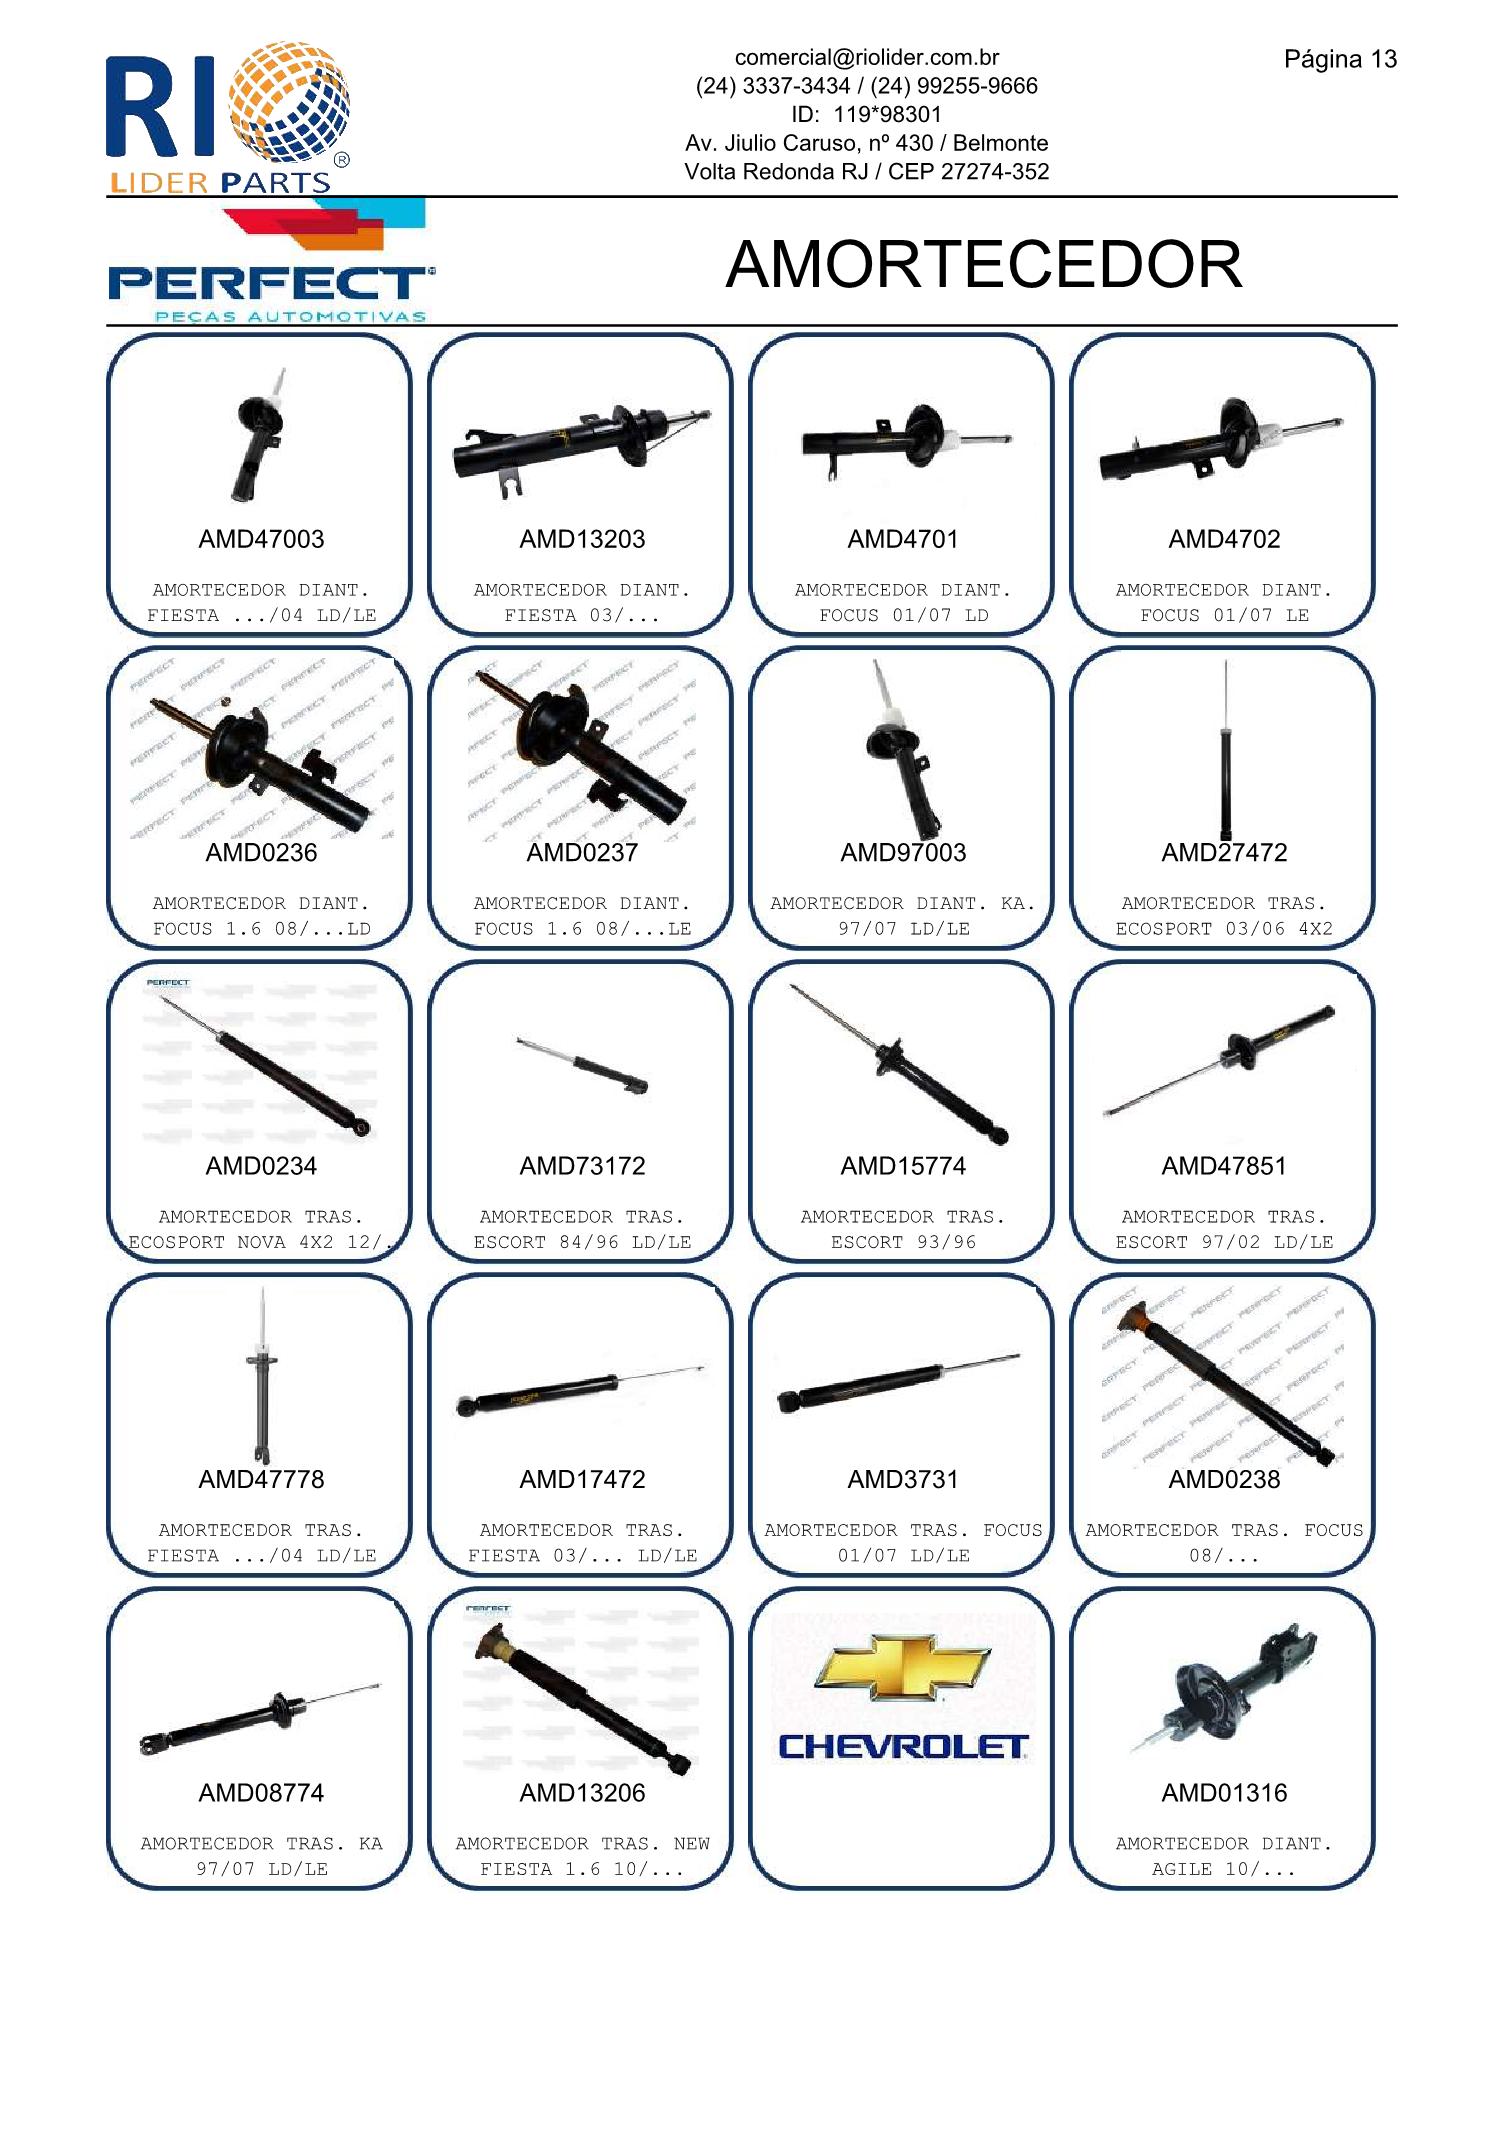 RIO
LIDER PARTS
®
comercial@riolider.com.br
(24) 3337-3434 / (24) 99255-9666
ID:  119*98301
Av. Jiulio Caruso, nº 430 / Belmonte
Volta Redonda RJ / CEP 27274-352
Página 13
PERFECT
PEÇAS AUTOMOTIVAS
AMORTECEDOR
AMD47003
AMORTECEDOR DIANT.
FIESTA .../04 LD/LE
AMD13203
AMORTECEDOR DIANT.
FIESTA 03/...
AMD4701
AMORTECEDOR DIANT.
FOCUS 01/07 LD
AMD4702
AMORTECEDOR DIANT.
FOCUS 01/07 LE
PERFECT
AMD0236
AMORTECEDOR DIANT.
FOCUS 1.6 08/...LD
PERFECT
AMD0237
AMORTECEDOR DIANT.
FOCUS 1.6 08/...LE
AMD97003
AMORTECEDOR DIANT. KA.
97/07 LD/LE
AMD27472
AMORTECEDOR TRAS.
ECOSPORT 03/06 4X2
PERFECT
AMD0234
AMORTECEDOR TRAS.
ECOSPORT NOVA 4X2 12/.
AMD73172
AMORTECEDOR TRAS.
ESCORT 84/96 LD/LE
AMD15774
AMORTECEDOR TRAS.
ESCORT 93/96
AMD47851
AMORTECEDOR TRAS.
ESCORT 97/02 LD/LE
AMD47778
AMORTECEDOR TRAS.
FIESTA .../04 LD/LE
AMD17472
AMORTECEDOR TRAS.
FIESTA 03/... LD/LE
AMD3731
AMORTECEDOR TRAS. FOCUS
01/07 LD/LE
PERFECT
AMD0238
AMORTECEDOR TRAS. FOCUS
08/...
AMD08774
AMORTECEDOR TRAS. KA
97/07 LD/LE
PERFECT
AMD13206
AMORTECEDOR TRAS. NEW
FIESTA 1.6 10/...
CHEVROLET
AMD01316
AMORTECEDOR DIANT.
AGILE 10/...